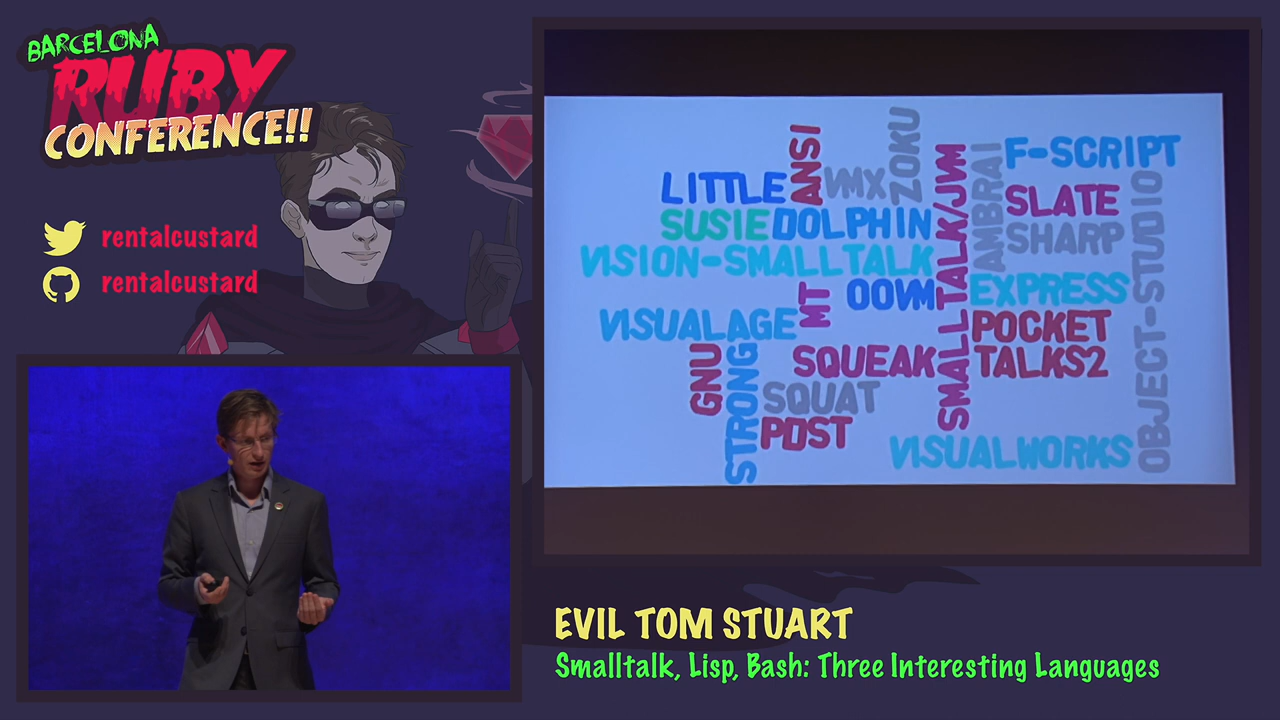 BARCELONA
RUBY
CONFERENCE!!
rentalcustard
rentalcustard
LITTLE
ANSI
VMX
ZOKU
SMALLTALK/JVM
AMBRAI
F-SCRIPT
SLATE
SHARP
OBJECT-STUDIO
SUSIE
DOLPHIN
VISION-SMALLTALK
MT
OOVM
EXPRESS
VISUALAGE
POCKET
GNU
STRONG
SQUEAK
TALKS2
SQUAT
POST
VISUALWORKS
EVIL TOM STUART
Smalltalk, Lisp, Bash: Three Interesting Languages